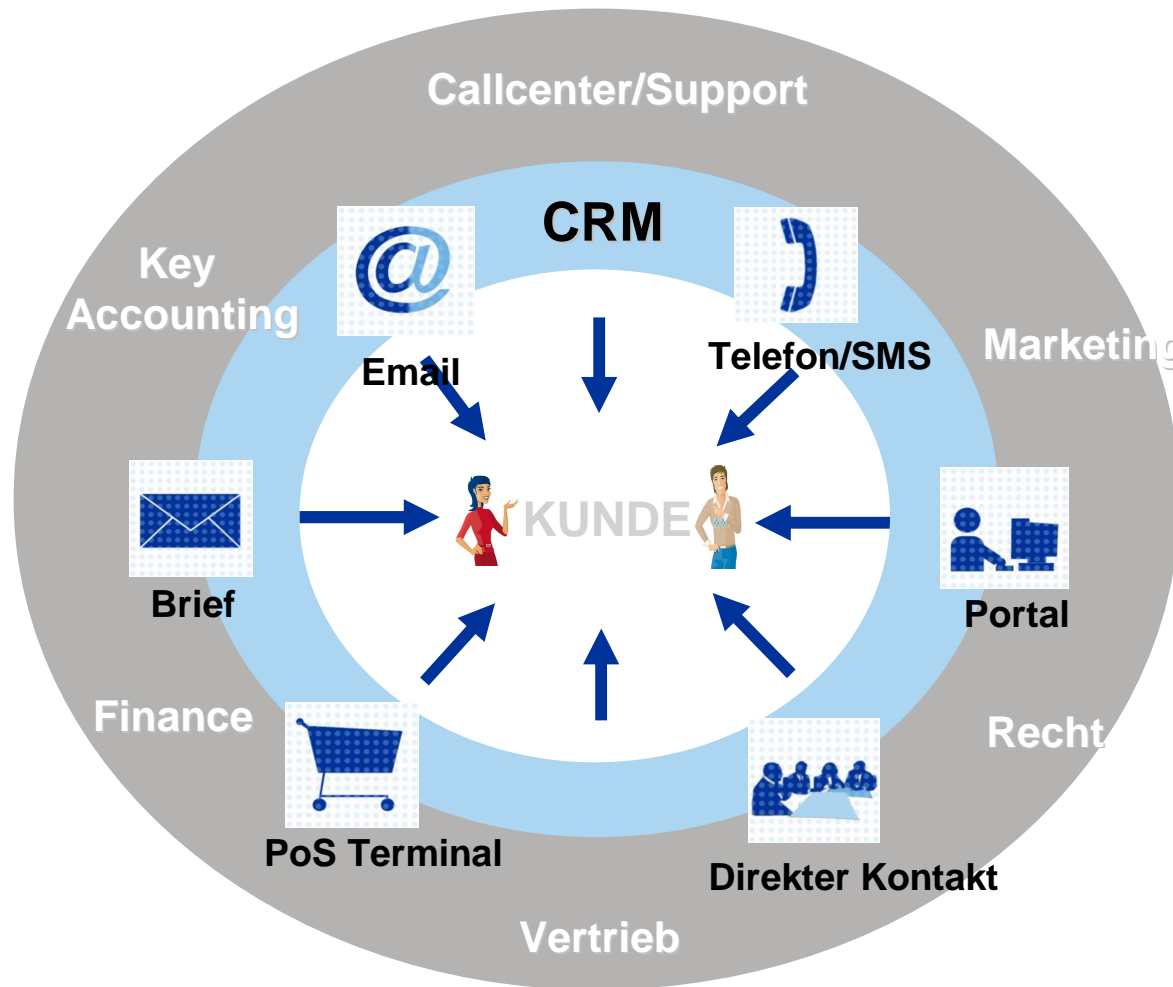 Callcenter/Support
CRM
Key
Accounting
Email
Telefon/SMS
Marketing
KUNDE
Brief
Portal
Finance
Recht
PoS Terminal
Direkter Kontakt
Vertrieb